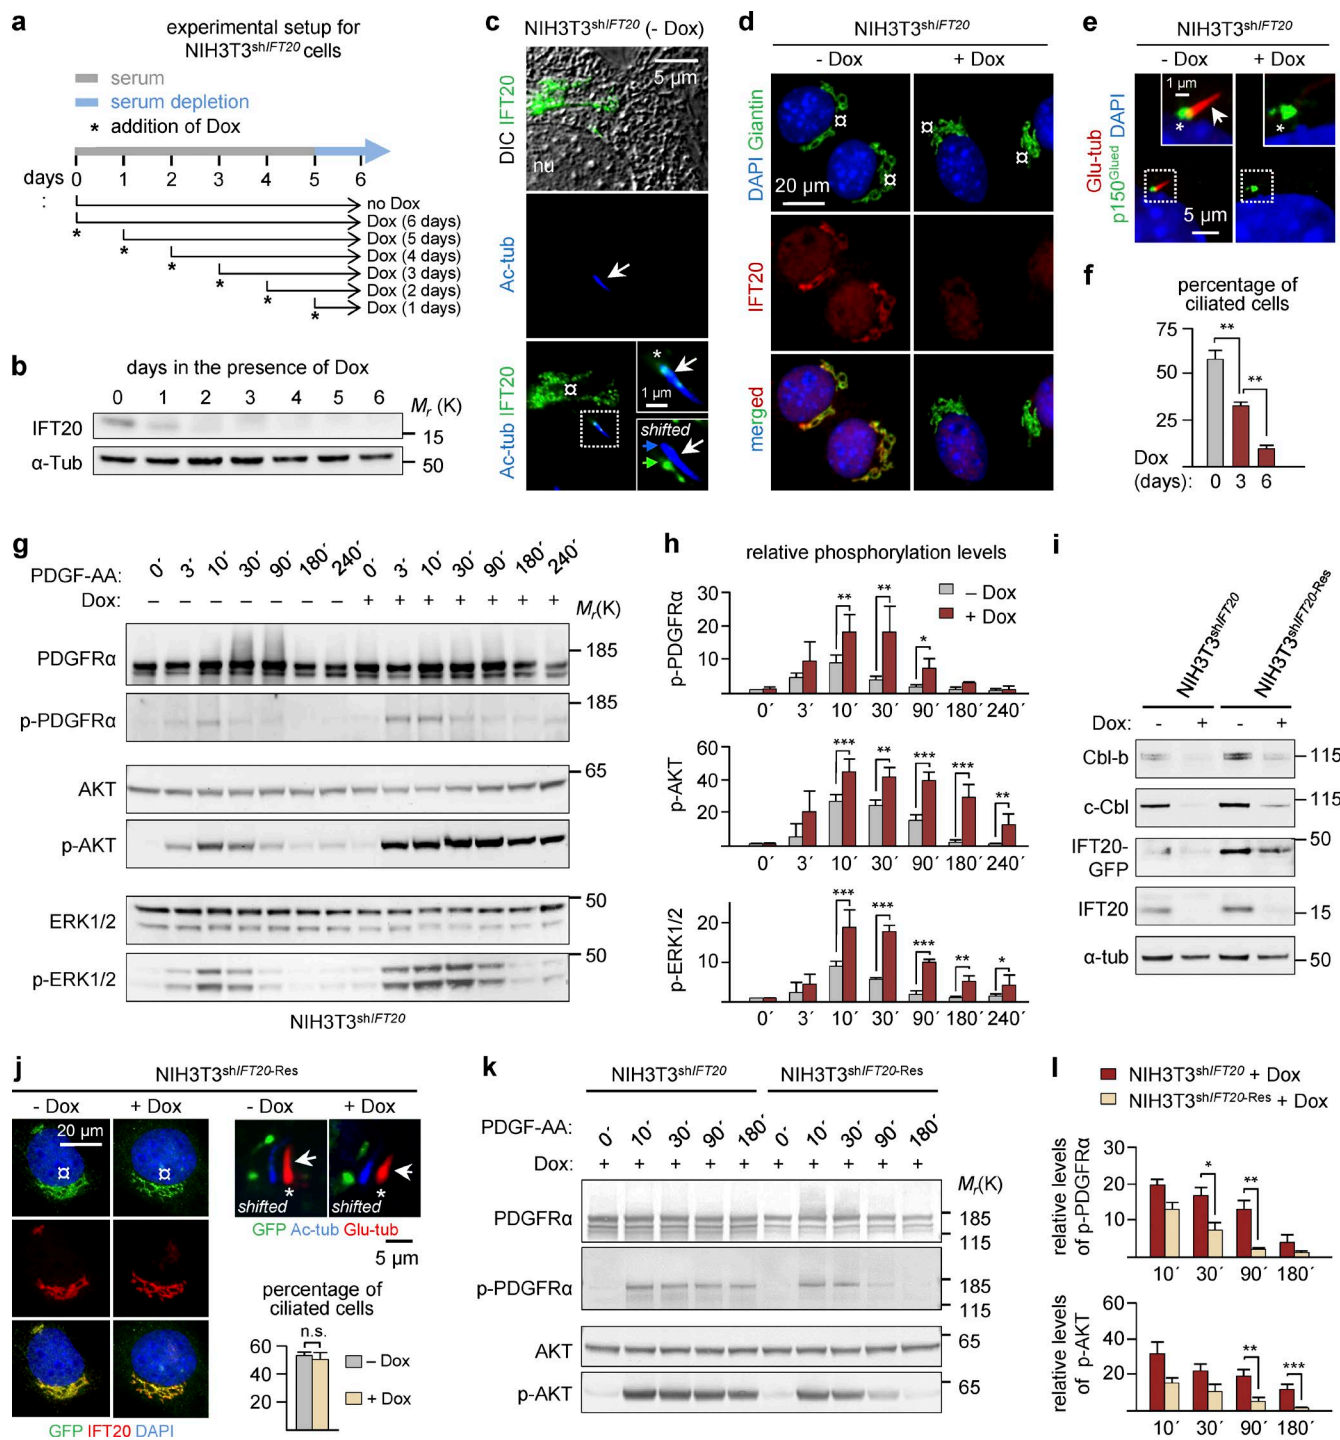 a
experimental setup for
NIH3T3shIFT20 cells
serum
serum depletion
* addition of Dox
days 0 1 2 3 4 5 6
:
no Dox
* Dox (6 days)
* Dox (5 days)
* Dox (4 days)
* Dox (3 days)
* Dox (2 days)
* Dox (1 days)
b
days in the presence of Dox
0 1 2 3 4 5 6 Mr (K)
IFT20
15
α-Tub
50
c
NIH3T3shIFT20 (- Dox)
DIC IFT20
5 µm
nu
Ac-tub
Ac-tub IFT20
¤
*
1 µm
shifted
d
NIH3T3shIFT20
- Dox + Dox
DAPI Giantin
¤ ¤
¤ ¤
20 µm
IFT20
merged
e
NIH3T3shIFT20
- Dox + Dox
Glu-tub
p150Glued DAPI
1 µm
* *
5 µm
f
percentage of
ciliated cells
75
50
25
** **
Dox
(days): 0 3 6
g
PDGF-AA: 0´ 3´ 10´ 30´ 90´ 180´ 240´ 0´ 3´ 10´ 30´ 90´ 180´ 240´
Dox: – – – – – – – + + + + + + + Mr(K)
PDGFRα
185
p-PDGFRα
185
AKT
65
p-AKT
ERK1/2
50
p-ERK1/2
50
NIH3T3shIFT20
h
relative phosphorylation levels
– Dox
+ Dox
p-PDGFRα
30
20
10
** ** *
0´ 3´ 10´ 30´ 90´ 180´ 240´
p-AKT
60
40
20
*** ** *** *** **
0´ 3´ 10´ 30´ 90´ 180´ 240´
p-ERK1/2
20
10
*** *** *** ** *
0´ 3´ 10´ 30´ 90´ 180´ 240´
i
NIH3T3shIFT20
NIH3T3shIFT20-Res
Dox: - + - +
Cbl-b
115
c-Cbl
115
IFT20-
GFP
50
IFT20
15
α-tub
50
j
NIH3T3shIFT20-Res
- Dox + Dox
20 µm
¤ ¤
GFP IFT20 DAPI
- Dox + Dox
* *
shifted shifted
GFP Ac-tub Glu-tub
5 µm
percentage of
ciliated cells
60
40
20
n.s.
– Dox
+ Dox
k
NIH3T3shIFT20 NIH3T3shIFT20-Res
PDGF-AA: 0´ 10´ 30´ 90´ 180´ 0´ 10´ 30´ 90´ 180´
Dox: + + + + + + + + + + Mr(K)
PDGFRα
185
115
p-PDGFRα
185
115
AKT
65
p-AKT
65
l
NIH3T3shIFT20 + Dox
NIH3T3shIFT20-Res + Dox
relative levels
of p-PDGFRα
30
20
10
* **
10´ 30´ 90´ 180´
relative levels
of p-AKT
60
40
20
** ***
10´ 30´ 90´ 180´